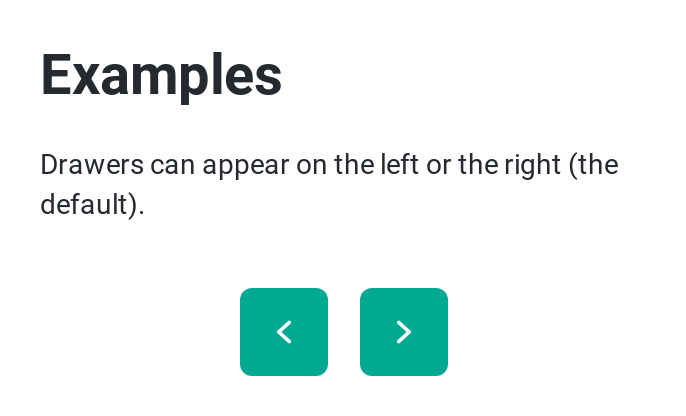 Examples
Drawers can appear on the left or the right (the
default).